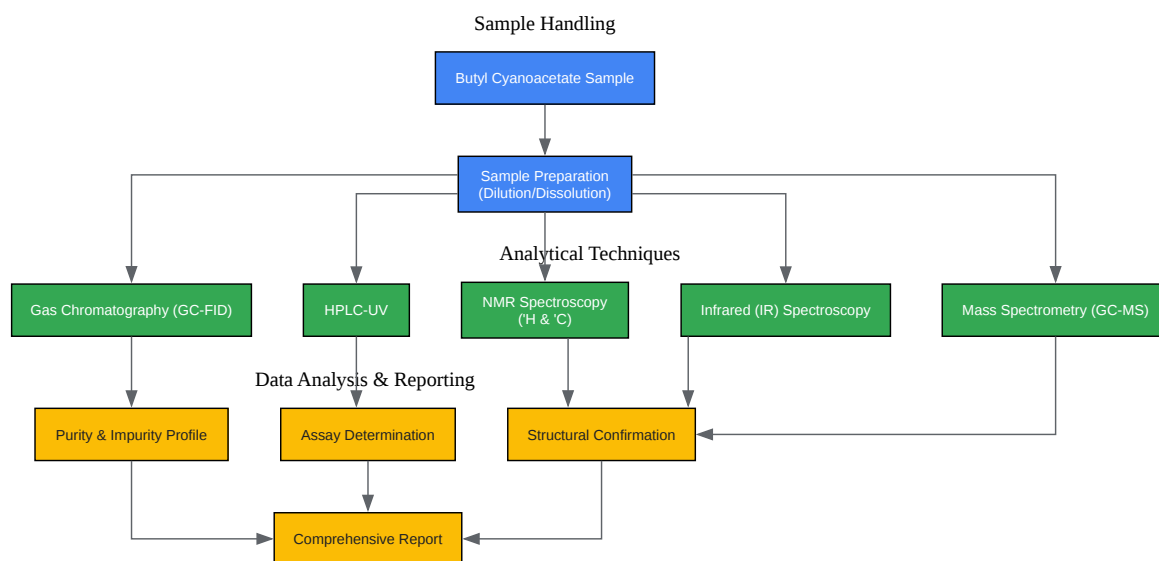 Sample Handling
Butyl Cyanoacetate Sample
Sample Preparation
(Dilution/Dissolution)
Analytical Techniques
Gas Chromatography (GC-FID)
HPLC-UV
NMR Spectroscopy
('H & 'C)
Infrared (IR) Spectroscopy
Mass Spectrometry (GC-MS)
Data Analysis & Reporting
Purity & Impurity Profile
Assay Determination
Structural Confirmation
Comprehensive Report